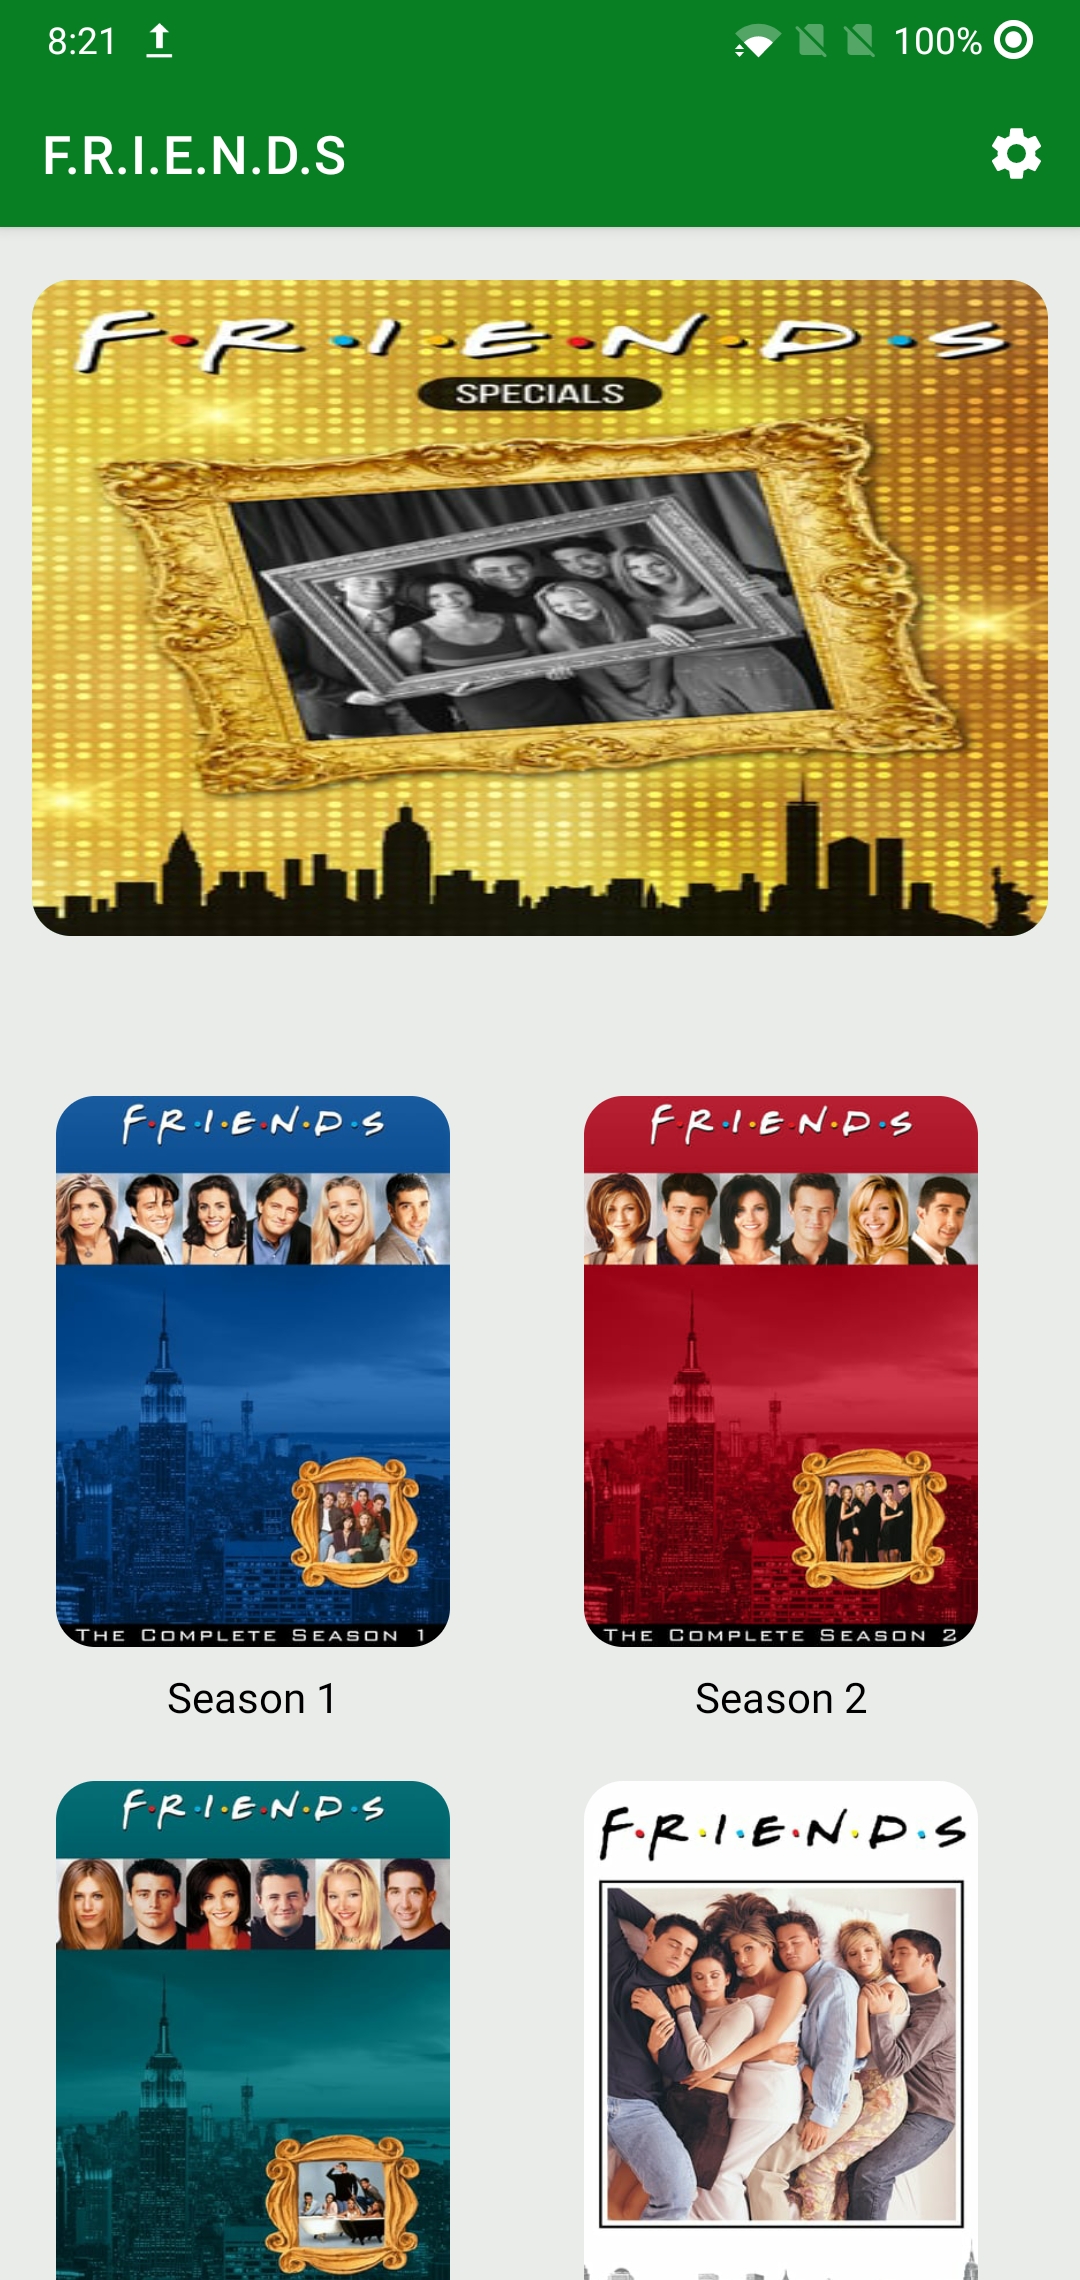 8:21
100%
F.R.I.E.N.D.S
F·R·I·E·N·D·S
SPECIALS
F·R·I·E·N·D·S
THE COMPLETE SEASON 1
Season 1
F·R·I·E·N·D·S
THE COMPLETE SEASON 2
Season 2
F·R·I·E·N·D·S
F·R·I·E·N·D·S